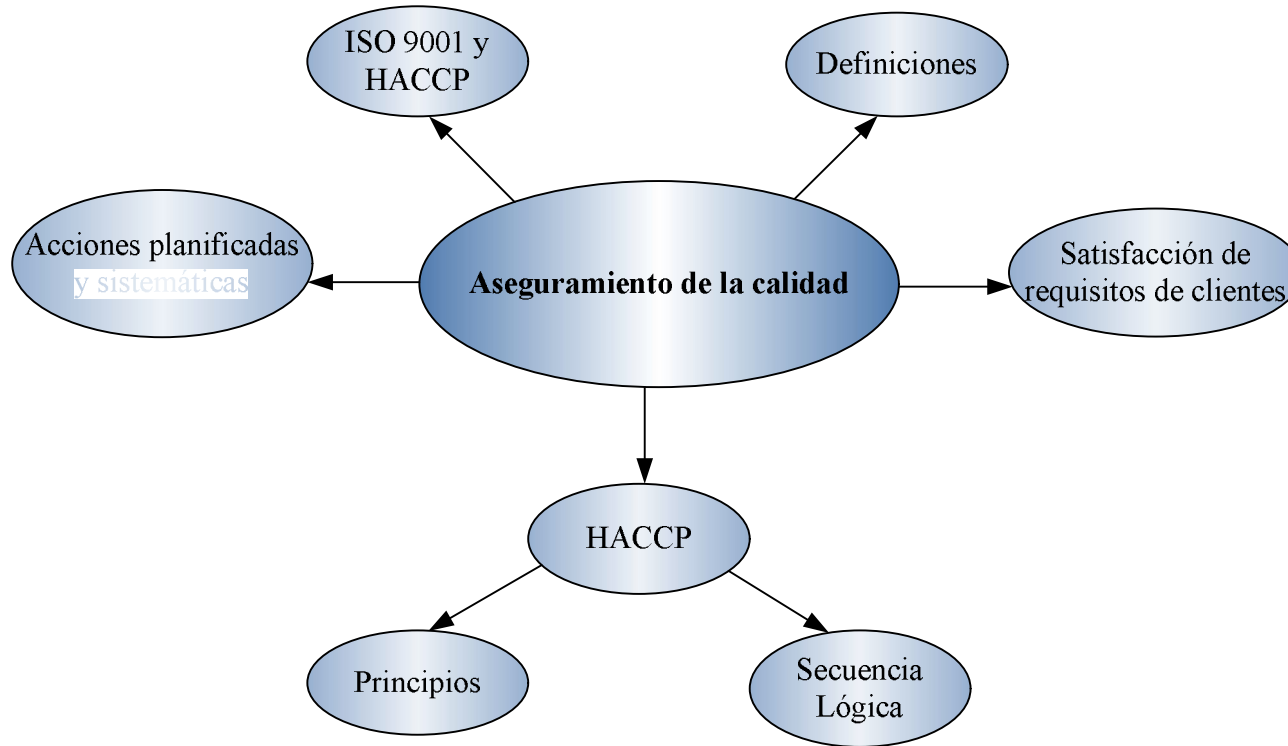 ISO 9001 y
HACCP
Definiciones
Acciones planificadas
y sistemáticas
Aseguramiento de la calidad
Satisfacción de
requisitos de clientes
HACCP
Principios
Secuencia
Lógica